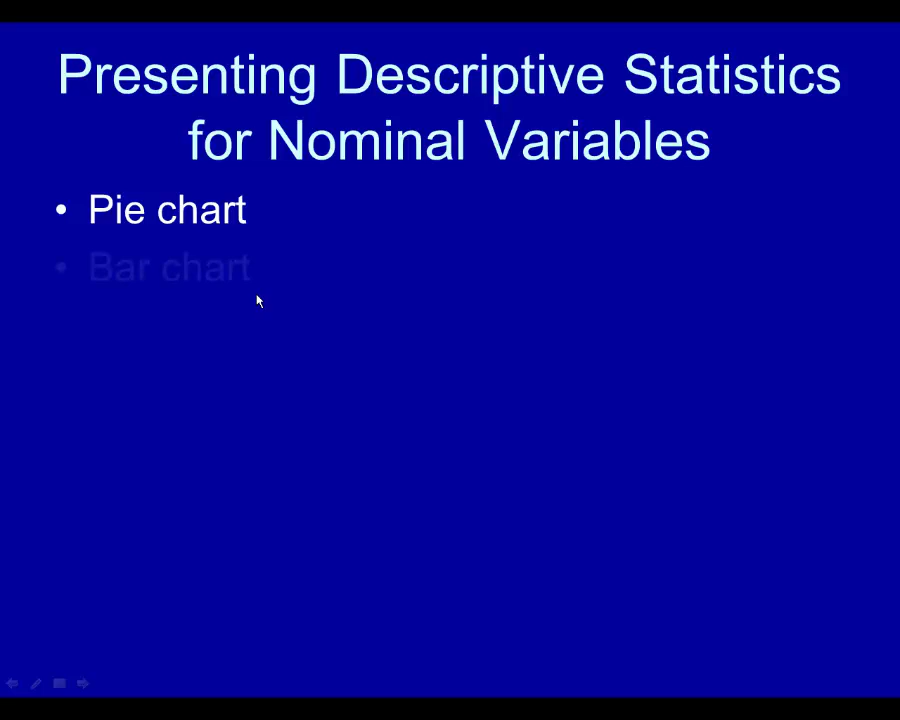 Presenting Descriptive Statistics
for Nominal Variables
• Pie chart
• Bar chart